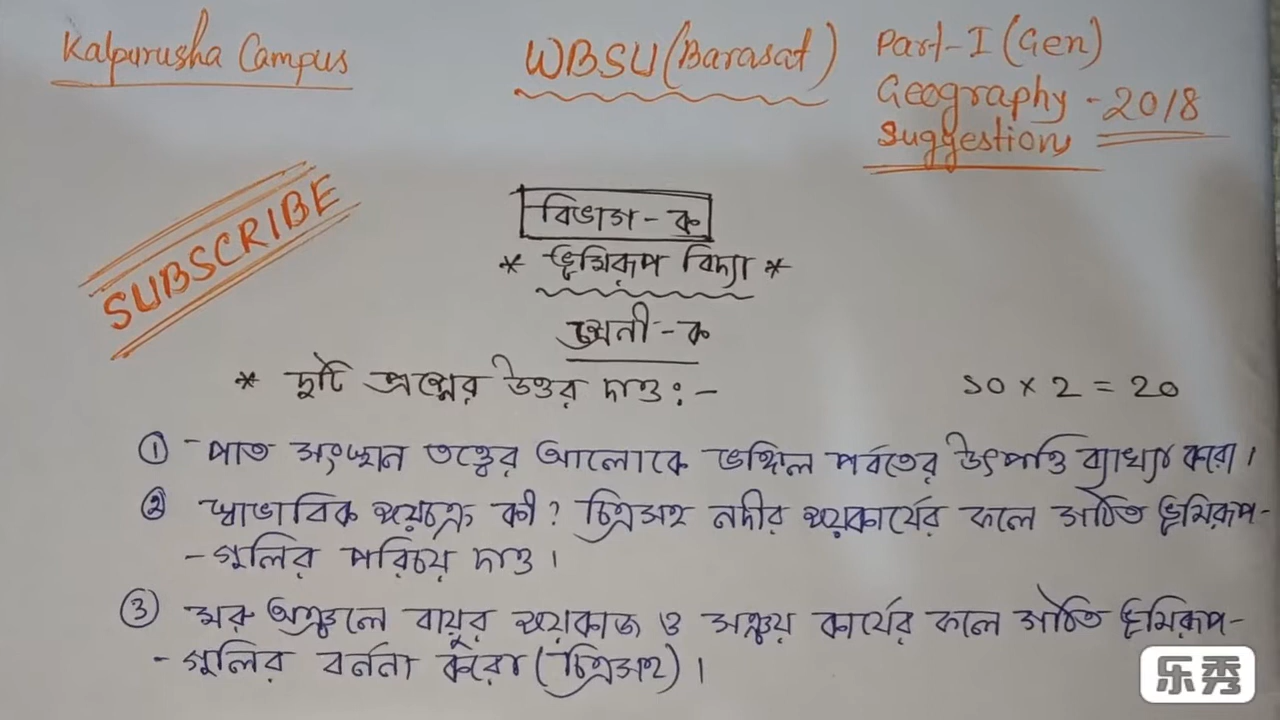 Kalpurusha Campus
WBSU (Barasat)
Part-I (Gen)
Geography - 2018
Suggestion
SUBSCRIBE
বিভাগ - ক
* ভূমিরূপ বিদ্যা *
শ্রেনী - ক
* দুটি প্রশ্নের উত্তর দাও :-
১০ × 2 = 20
① পাত সংস্থান তত্ত্বের আলোকে ভঙ্গিল পর্বতের উৎপত্তি ব্যাখ্যা করো।
② স্বাভাবিক ক্ষয়চক্র কী? চিত্রসহ নদীর ক্ষয়কার্যের ফলে গঠিত ভূমিরূপ-
-গুলির পরিচয় দাও।
③ মরু অঞ্চলে বায়ুর ক্ষয়কাজ ও সঞ্চয় কার্যের ফলে গঠিত ভূমিরূপ-
-গুলির বর্ননা করো (চিত্রসহ)।
乐秀